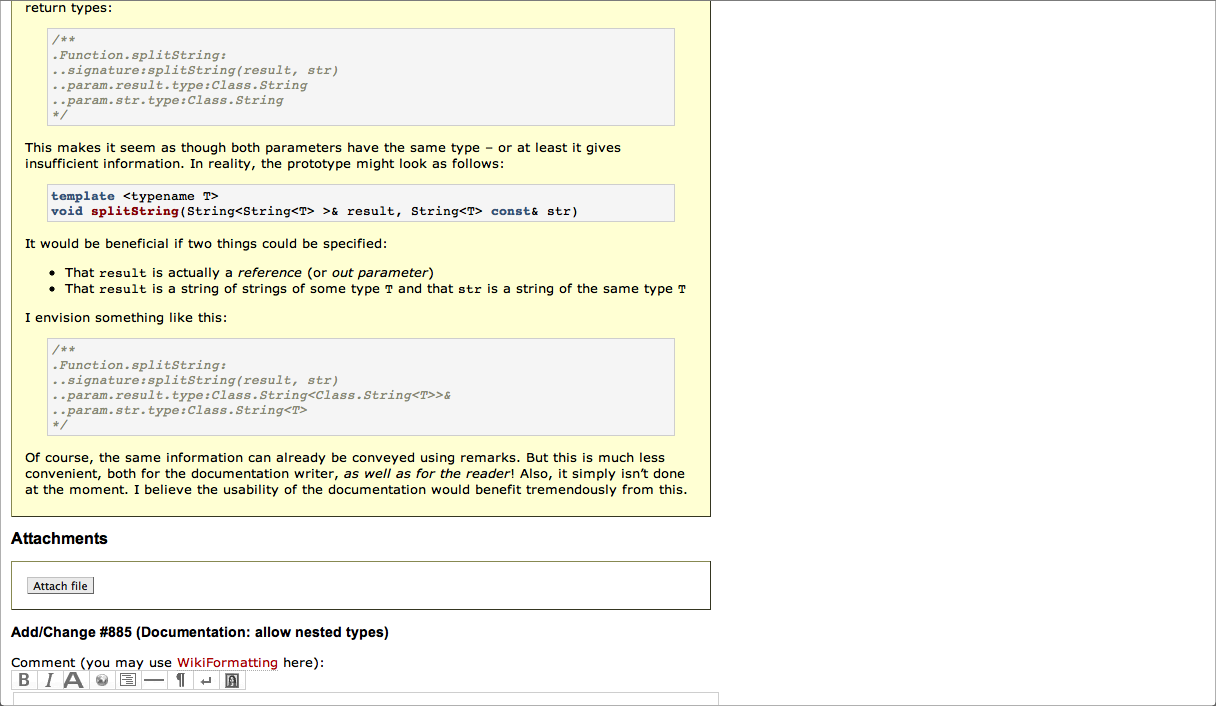 return types:
/**
.Function.splitString:
..signature:splitString(result, str)
..param.result.type:Class.String
..param.str.type:Class.String
*/
This makes it seem as though both parameters have the same type – or at least it gives
insufficient information. In reality, the prototype might look as follows:
template <typename T>
void splitString(String<String<T> >& result, String<T> const& str)
It would be beneficial if two things could be specified:
• That result is actually a reference (or out parameter)
• That result is a string of strings of some type T and that str is a string of the same type T
I envision something like this:
/**
.Function.splitString:
..signature:splitString(result, str)
..param.result.type:Class.String<Class.String<T>>&
..param.str.type:Class.String<T>
*/
Of course, the same information can already be conveyed using remarks. But this is much less
convenient, both for the documentation writer, as well as for the reader! Also, it simply isn’t done
at the moment. I believe the usability of the documentation would benefit tremendously from this.
Attachments
Attach file
Add/Change #885 (Documentation: allow nested types)
Comment (you may use WikiFormatting here):
B I A ¶